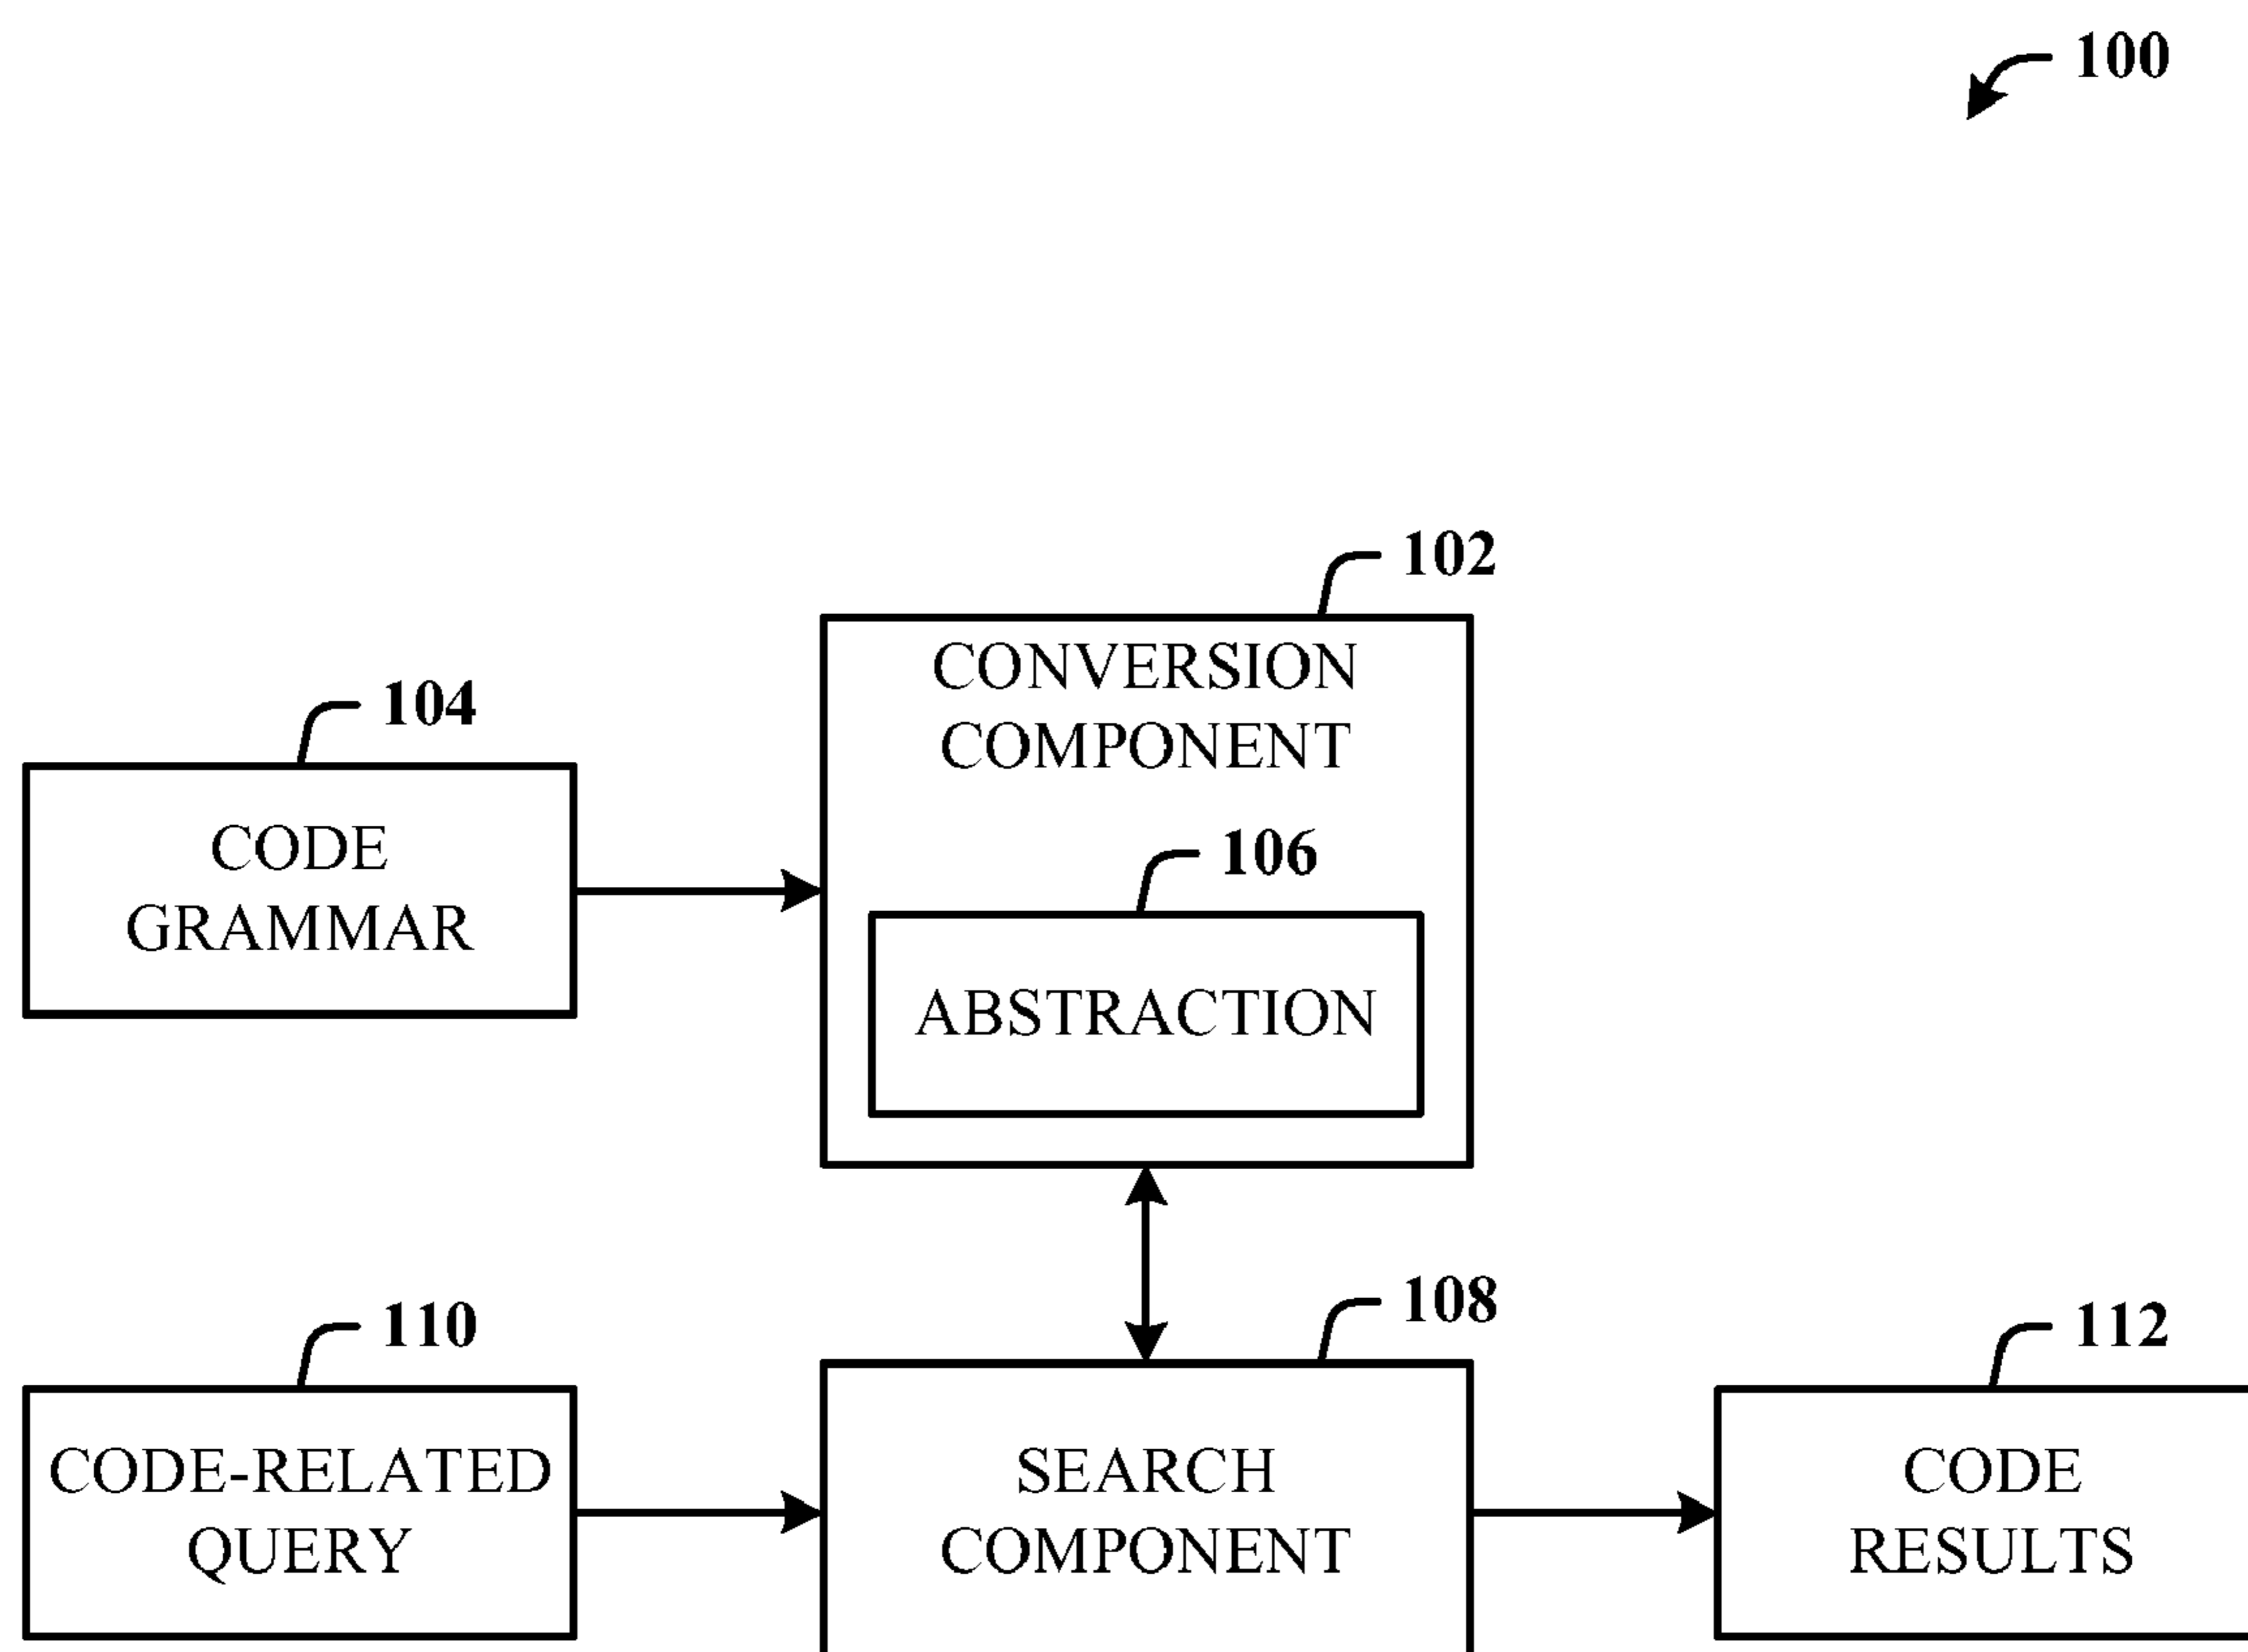 100
102
CONVERSION
COMPONENT
104
CODE
GRAMMAR
106
ABSTRACTION
108
110
CODE-RELATED
QUERY
SEARCH
COMPONENT
112
CODE
RESULTS